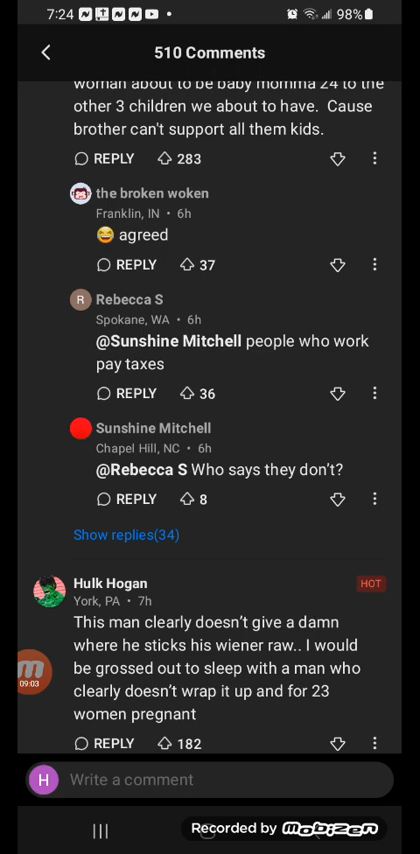 7:24
98%
510 Comments
woman about to be baby momma 24 to the
other 3 children we about to have. Cause
brother can't support all them kids.
REPLY 283
the broken woken
Franklin, IN • 6h
😂 agreed
REPLY 37
R Rebecca S
Spokane, WA • 6h
@Sunshine Mitchell people who work
pay taxes
REPLY 36
Sunshine Mitchell
Chapel Hill, NC • 6h
@Rebecca S Who says they don’t?
REPLY 8
Show replies(34)
Hulk Hogan
HOT
York, PA • 7h
This man clearly doesn’t give a damn
where he sticks his wiener raw.. I would
be grossed out to sleep with a man who
clearly doesn’t wrap it up and for 23
women pregnant
m
09:03
REPLY 182
H Write a comment
Recorded by mobizen